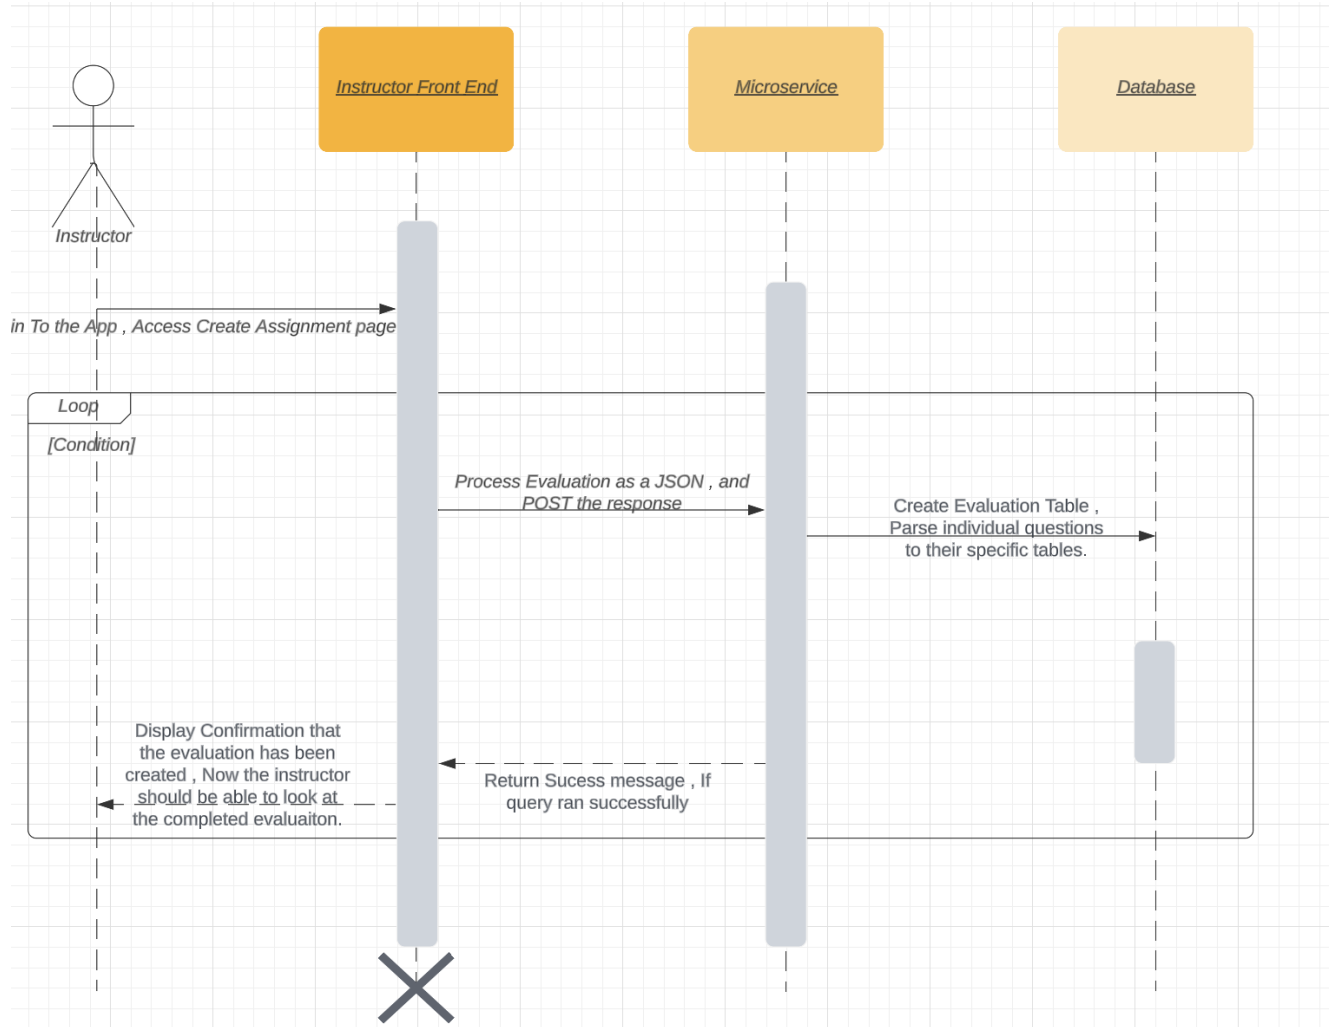 Instructor Front End
Microservice
Database
Instructor
in To the App , Access Create Assignment page
Loop
[Condition]
Process Evaluation as a JSON , and
POST the response
Create Evaluation Table ,
Parse individual questions
to their specific tables.
Display Confirmation that
the evaluation has been
created , Now the instructor
should be able to look at
the completed evaluaiton.
Return Sucess message , If
query ran successfully